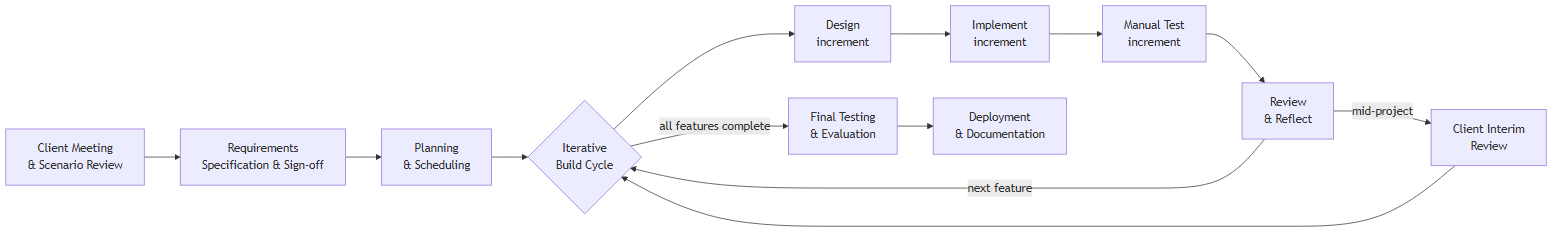 Client Meeting
& Scenario Review
Requirements
Specification & Sign-off
Planning
& Scheduling
Iterative
Build Cycle
Design
increment
Implement
increment
Manual Test
increment
Review
& Reflect
mid-project
Client Interim
Review
next feature
all features complete
Final Testing
& Evaluation
Deployment
& Documentation